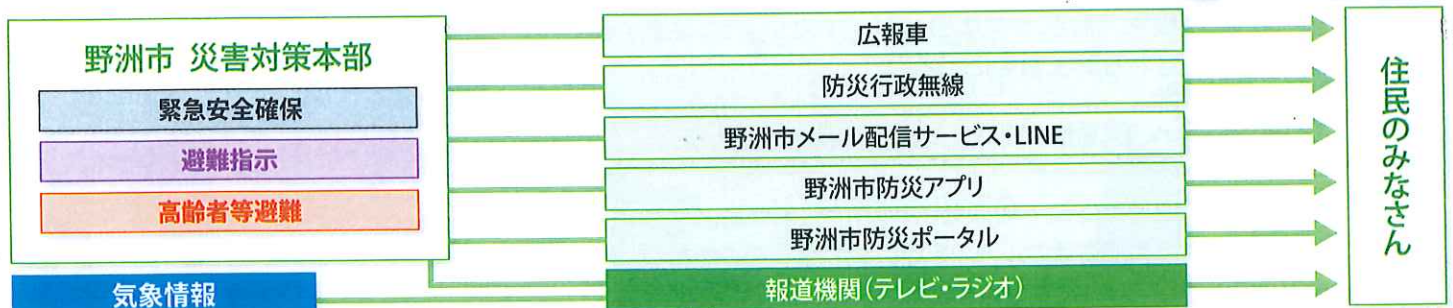 野洲市 災害対策本部
緊急安全確保
避難指示
高齢者等避難
気象情報
広報車
防災行政無線
野洲市メール配信サービス・LINE
野洲市防災アプリ
野洲市防災ポータル
報道機関(テレビ・ラジオ)
住民のみなさん